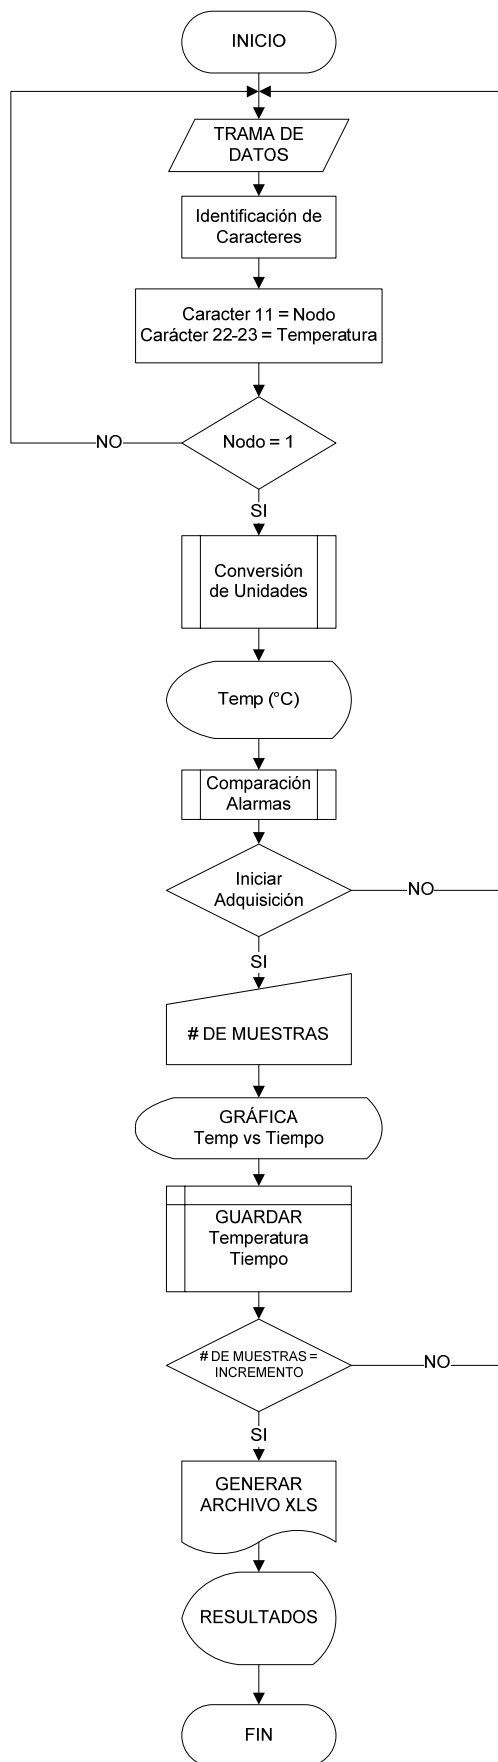 INICIO
TRAMA DE
DATOS
Identificación de
Caracteres
Caracter 11 = Nodo
Carácter 22-23 = Temperatura
Nodo = 1
NO
SI
Conversión
de Unidades
Temp (°C)
Comparación
Alarmas
Iniciar
Adquisición
NO
SI
# DE MUESTRAS
GRÁFICA
Temp vs Tiempo
GUARDAR
Temperatura
Tiempo
# DE MUESTRAS =
INCREMENTO
NO
SI
GENERAR
ARCHIVO XLS
RESULTADOS
FIN